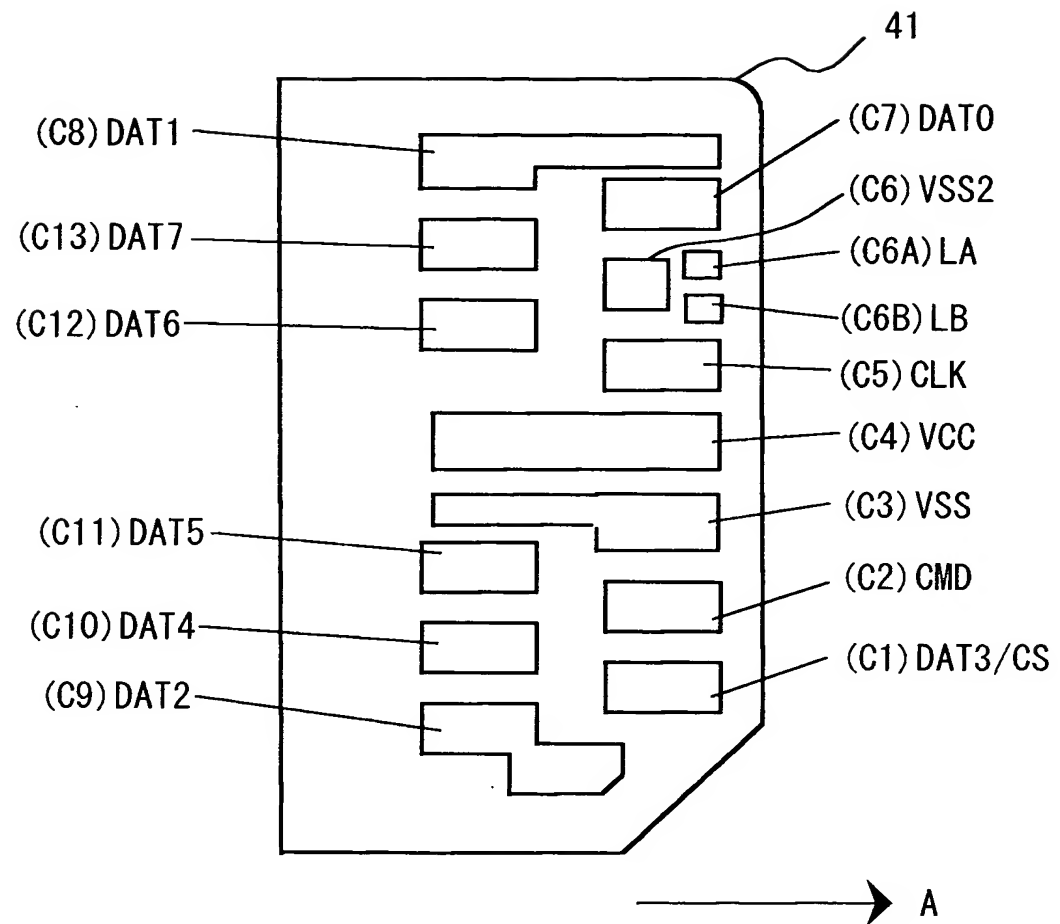 41
(C8) DAT1
(C7) DAT0
(C6) VSS2
(C13) DAT7
(C6A) LA
(C12) DAT6
(C6B) LB
(C5) CLK
(C4) VCC
(C3) VSS
(C11) DAT5
(C2) CMD
(C10) DAT4
(C1) DAT3/CS
(C9) DAT2
A